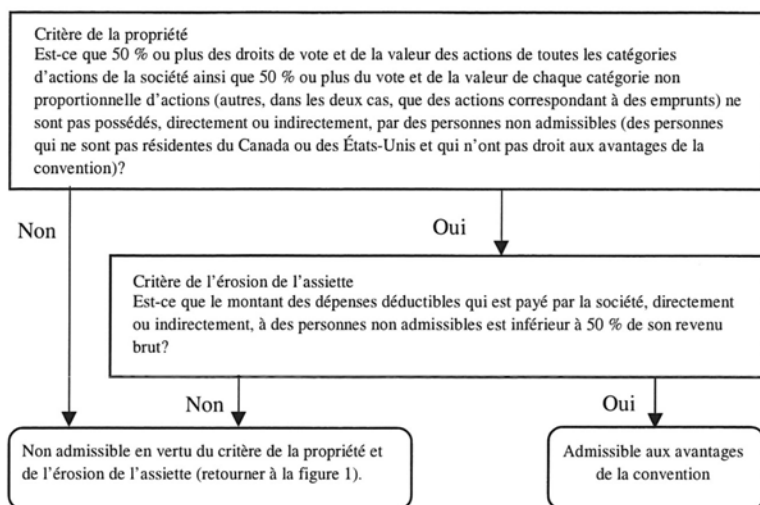 Critère de la propriété
Est-ce que 50 % ou plus des droits de vote et de la valeur des actions de toutes les catégories
d'actions de la société ainsi que 50 % ou plus du vote et de la valeur de chaque catégorie non
proportionnelle d'actions (autres, dans les deux cas, que des actions correspondant à des emprunts) ne
sont pas possédés, directement ou indirectement, par des personnes non admissibles (des personnes
qui ne sont pas résidentes du Canada ou des États-Unis et qui n'ont pas droit aux avantages de la
convention)?
Non
Oui
Critère de l'érosion de l'assiette
Est-ce que le montant des dépenses déductibles qui est payé par la société, directement
ou indirectement, à des personnes non admissibles est inférieur à 50 % de son revenu
brut?
Non
Oui
Non admissible en vertu du critère de la propriété et
de l'érosion de l'assiette (retourner à la figure 1).
Admissible aux avantages
de la convention